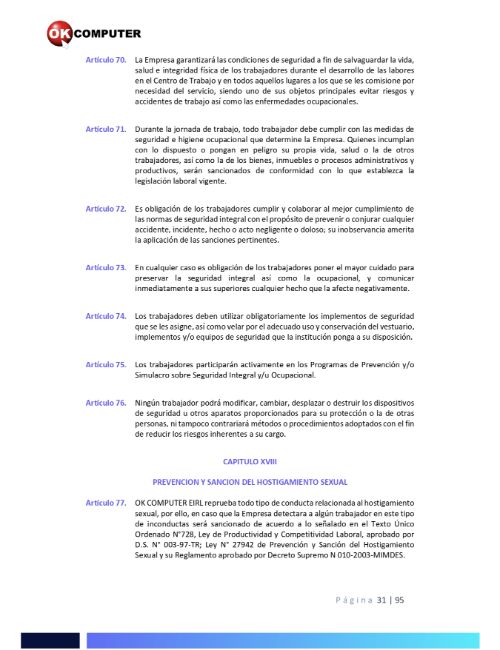 OK COMPUTER
Artículo 70. La Empresa garantizará las condiciones de seguridad a fin de salvaguardar la vida,
salud e integridad física de los trabajadores durante el desarrollo de las labores
en el Centro de Trabajo y en todos aquellos lugares a los que se les comisione por
necesidad del servicio, siendo uno de sus objetos principales evitar riesgos y
accidentes de trabajo así como las enfermedades ocupacionales.
Artículo 71. Durante la jornada de trabajo, todo trabajador debe cumplir con las medidas de
seguridad e higiene ocupacional que determine la Empresa. Quienes incumplan
con lo dispuesto o pongan en peligro su propia vida, salud o la de otros
trabajadores, así como la de los bienes, inmuebles o procesos administrativos y
productivos, serán sancionados de conformidad con lo que establezca la
legislación laboral vigente.
Artículo 72. Es obligación de los trabajadores cumplir y colaborar al mejor cumplimiento de
las normas de seguridad integral con el propósito de prevenir o conjurar cualquier
accidente, incidente, hecho o acto negligente o doloso; su inobservancia amerita
la aplicación de las sanciones pertinentes.
Artículo 73. En cualquier caso es obligación de los trabajadores poner el mayor cuidado para
preservar la seguridad integral así como la ocupacional, y comunicar
inmediatamente a sus superiores cualquier hecho que la afecte negativamente.
Artículo 74. Los trabajadores deben utilizar obligatoriamente los implementos de seguridad
que se les asigne, así como velar por el adecuado uso y conservación del vestuario,
implementos y/o equipos de seguridad que la institución ponga a su disposición.
Artículo 75. Los trabajadores participarán activamente en los Programas de Prevención y/o
Simulacro sobre Seguridad Integral y/u Ocupacional.
Artículo 76. Ningún trabajador podrá modificar, cambiar, desplazar o destruir los dispositivos
de seguridad u otros aparatos proporcionados para su protección o la de otras
personas, ni tampoco contrariará métodos o procedimientos adoptados con el fin
de reducir los riesgos inherentes a su cargo.
CAPITULO XVIII
PREVENCION Y SANCION DEL HOSTIGAMIENTO SEXUAL
Artículo 77. OK COMPUTER EIRL reprueba todo tipo de conducta relacionada al hostigamiento
sexual, por ello, en caso que la Empresa detectara a algún trabajador en este tipo
de inconductas será sancionado de acuerdo a lo señalado en el Texto Único
Ordenado N°728, Ley de Productividad y Competitividad Laboral, aprobado por
D.S. N° 003-97-TR; Ley N° 27942 de Prevención y Sanción del Hostigamiento
Sexual y su Reglamento aprobado por Decreto Supremo N 010-2003-MIMDES.
Página 31 | 95